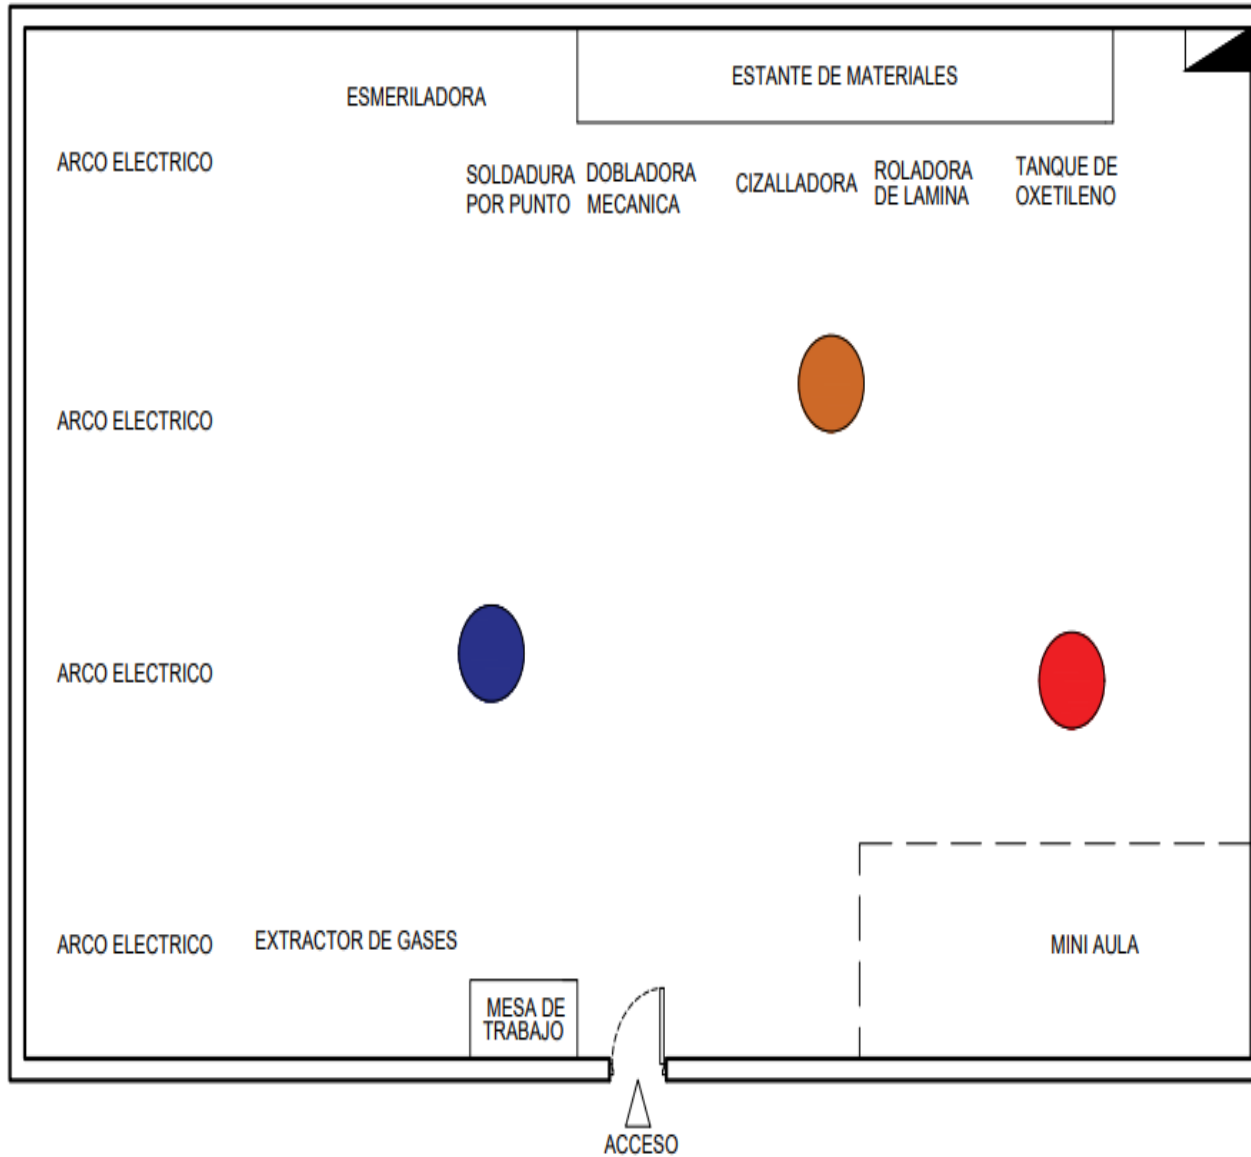 ESTANTE DE MATERIALES
ESMERILADORA
ARCO ELECTRICO
SOLDADURA
POR PUNTO
DOBLADORA
MECANICA
CIZALLADORA
ROLADORA
DE LAMINA
TANQUE DE
OXETILENO
ARCO ELECTRICO
ARCO ELECTRICO
ARCO ELECTRICO
EXTRACTOR DE GASES
MINI AULA
MESA DE
TRABAJO
ACCESO